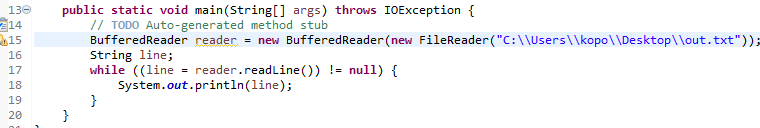 13 public static void main(String[] args) throws IOException {
14 // TODO Auto-generated method stub
15 BufferedReader reader = new BufferedReader(new FileReader("C:\\Users\\kopo\\Desktop\\out.txt"));
16 String line;
17 while ((line = reader.readLine()) != null) {
18 System.out.println(line);
19 }
20 }